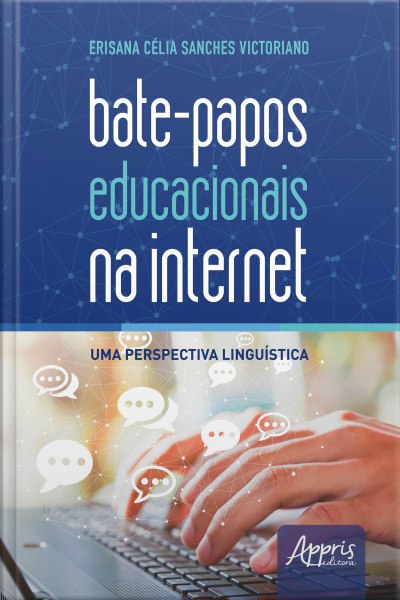 ERISANA CÉLIA SANCHES VICTORIANO
bate-papos
educacionais
na internet
UMA PERSPECTIVA LINGUÍSTICA
Appris
editora